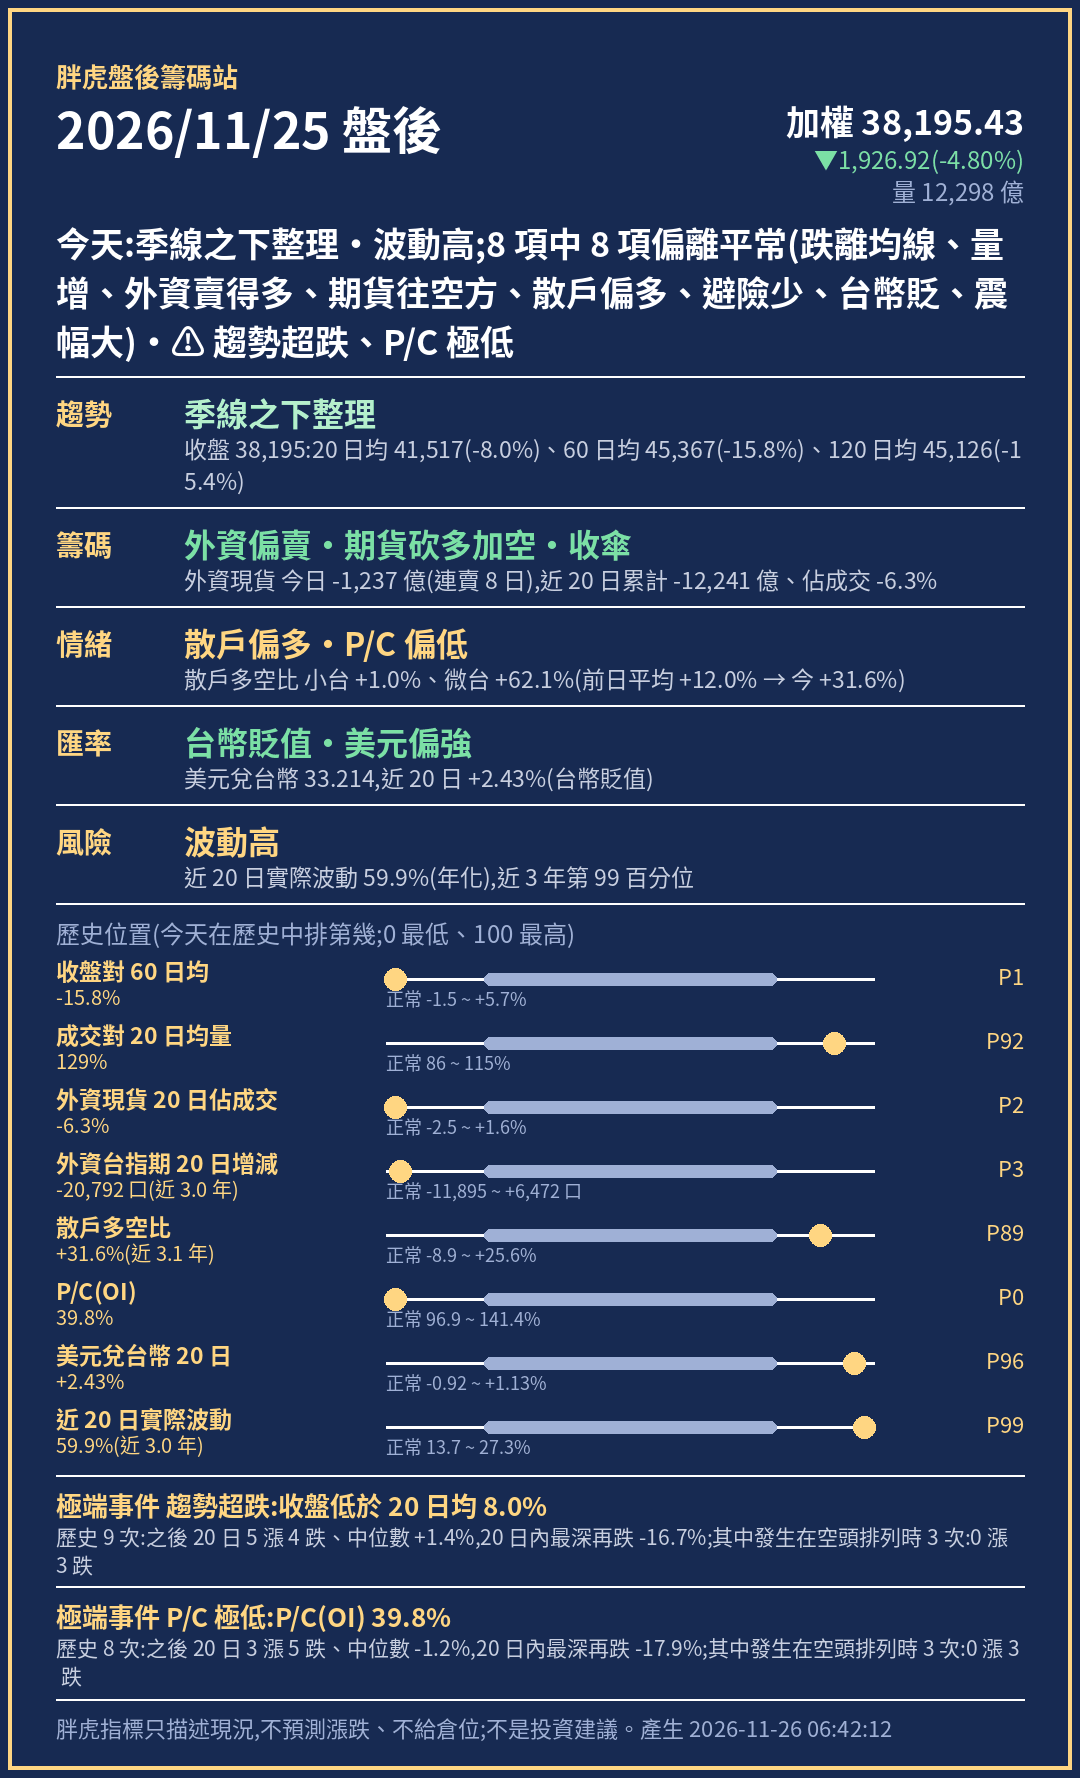 胖虎盤後籌碼站
2026/11/25 盤後
加權 38,195.43
▼1,926.92(-4.80%)
量 12,298 億
今天:季線之下整理・波動高;8 項中 8 項偏離平常(跌離均線、量
增、外資賣得多、期貨往空方、散戶偏多、避險少、台幣貶、震
幅大)・⚠ 趨勢超跌、P/C 極低
趨勢
季線之下整理
收盤 38,195:20 日均 41,517(-8.0%)、60 日均 45,367(-15.8%)、120 日均 45,126(-1
5.4%)
籌碼
外資偏賣・期貨砍多加空・收傘
外資現貨 今日 -1,237 億(連賣 8 日),近 20 日累計 -12,241 億、佔成交 -6.3%
情緒
散戶偏多・P/C 偏低
散戶多空比 小台 +1.0%、微台 +62.1%(前日平均 +12.0% → 今 +31.6%)
匯率
台幣貶值・美元偏強
美元兌台幣 33.214,近 20 日 +2.43%(台幣貶值)
風險
波動高
近 20 日實際波動 59.9%(年化),近 3 年第 99 百分位
歷史位置(今天在歷史中排第幾;0 最低、100 最高)
收盤對 60 日均
-15.8%
正常 -1.5 ~ +5.7%
P1
成交對 20 日均量
129%
正常 86 ~ 115%
P92
外資現貨 20 日佔成交
-6.3%
正常 -2.5 ~ +1.6%
P2
外資台指期 20 日增減
-20,792 口(近 3.0 年)
正常 -11,895 ~ +6,472 口
P3
散戶多空比
+31.6%(近 3.1 年)
正常 -8.9 ~ +25.6%
P89
P/C(OI)
39.8%
正常 96.9 ~ 141.4%
P0
美元兌台幣 20 日
+2.43%
正常 -0.92 ~ +1.13%
P96
近 20 日實際波動
59.9%(近 3.0 年)
正常 13.7 ~ 27.3%
P99
極端事件 趨勢超跌:收盤低於 20 日均 8.0%
歷史 9 次:之後 20 日 5 漲 4 跌、中位數 +1.4%,20 日內最深再跌 -16.7%;其中發生在空頭排列時 3 次:0 漲
3 跌
極端事件 P/C 極低:P/C(OI) 39.8%
歷史 8 次:之後 20 日 3 漲 5 跌、中位數 -1.2%,20 日內最深再跌 -17.9%;其中發生在空頭排列時 3 次:0 漲 3
跌
胖虎指標只描述現況,不預測漲跌、不給倉位;不是投資建議。產生 2026-11-26 06:42:12